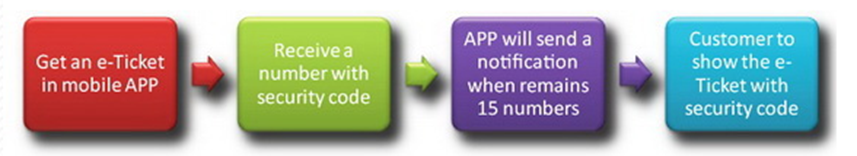 Get an e-Ticket
in mobile APP
Receive a
number with
security code
APP will send a
notification
when remains
15 numbers
Customer to
show the e-
Ticket with
security code